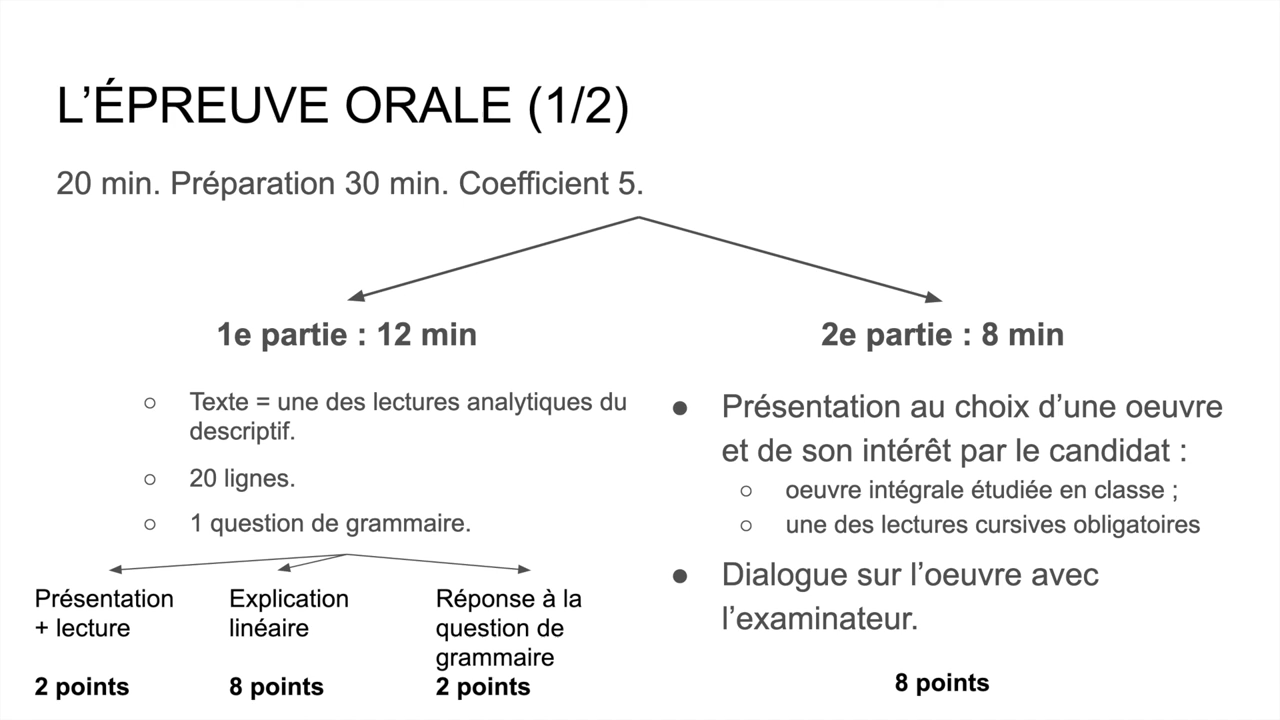 L’ÉPREUVE ORALE (1/2)
20 min. Préparation 30 min. Coefficient 5.
1e partie : 12 min
○ Texte = une des lectures analytiques du
descriptif.
○ 20 lignes.
○ 1 question de grammaire.
Présentation
+ lecture
2 points
Explication
linéaire
8 points
Réponse à la
question de
grammaire
2 points
2e partie : 8 min
● Présentation au choix d’une oeuvre
et de son intérêt par le candidat :
○ oeuvre intégrale étudiée en classe ;
○ une des lectures cursives obligatoires
● Dialogue sur l’oeuvre avec
l’examinateur.
8 points